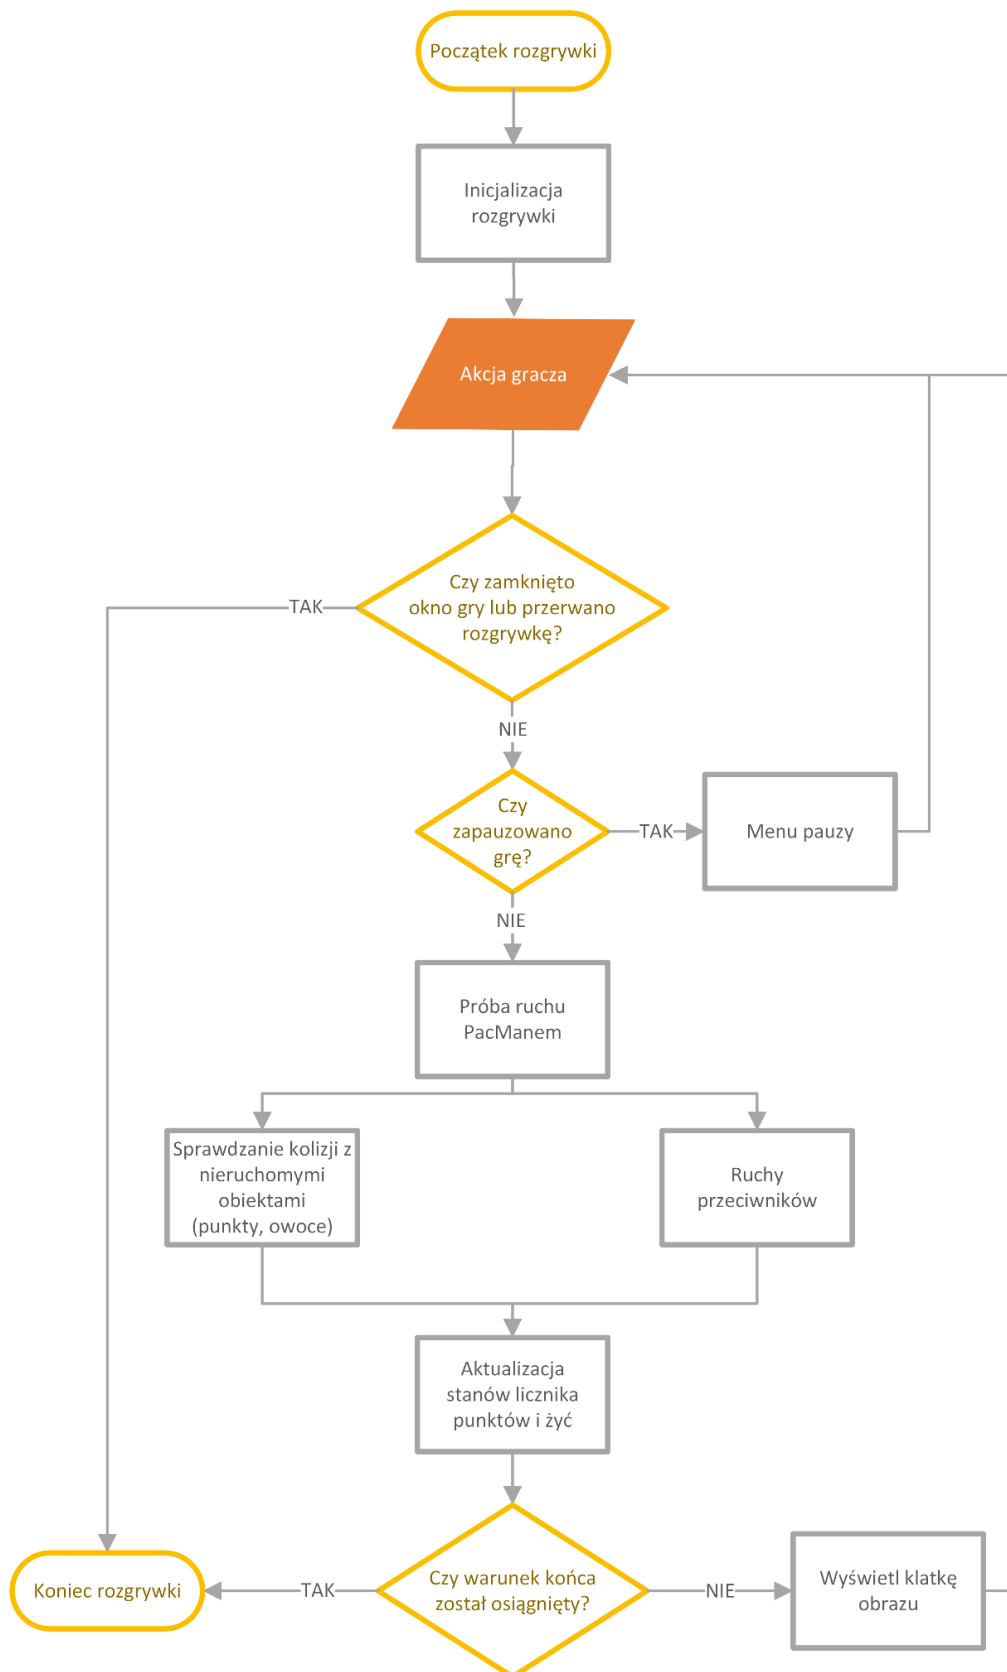 Początek rozgrywki
Inicjalizacja
rozgrywki
Akcja gracza
Czy zamknięto
okno gry lub przerwano
rozgrywkę?
TAK
NIE
Czy
zapauzowano
grę?
TAK
Menu pauzy
NIE
Próba ruchu
PacManem
Sprawdzanie kolizji z
nieruchomymi
obiektami
(punkty, owoce)
Ruchy
przeciwników
Aktualizacja
stanów licznika
punktów i żyć
Czy warunek końca
został osiągnięty?
TAK
Koniec rozgrywki
NIE
Wyświetl klatkę
obrazu